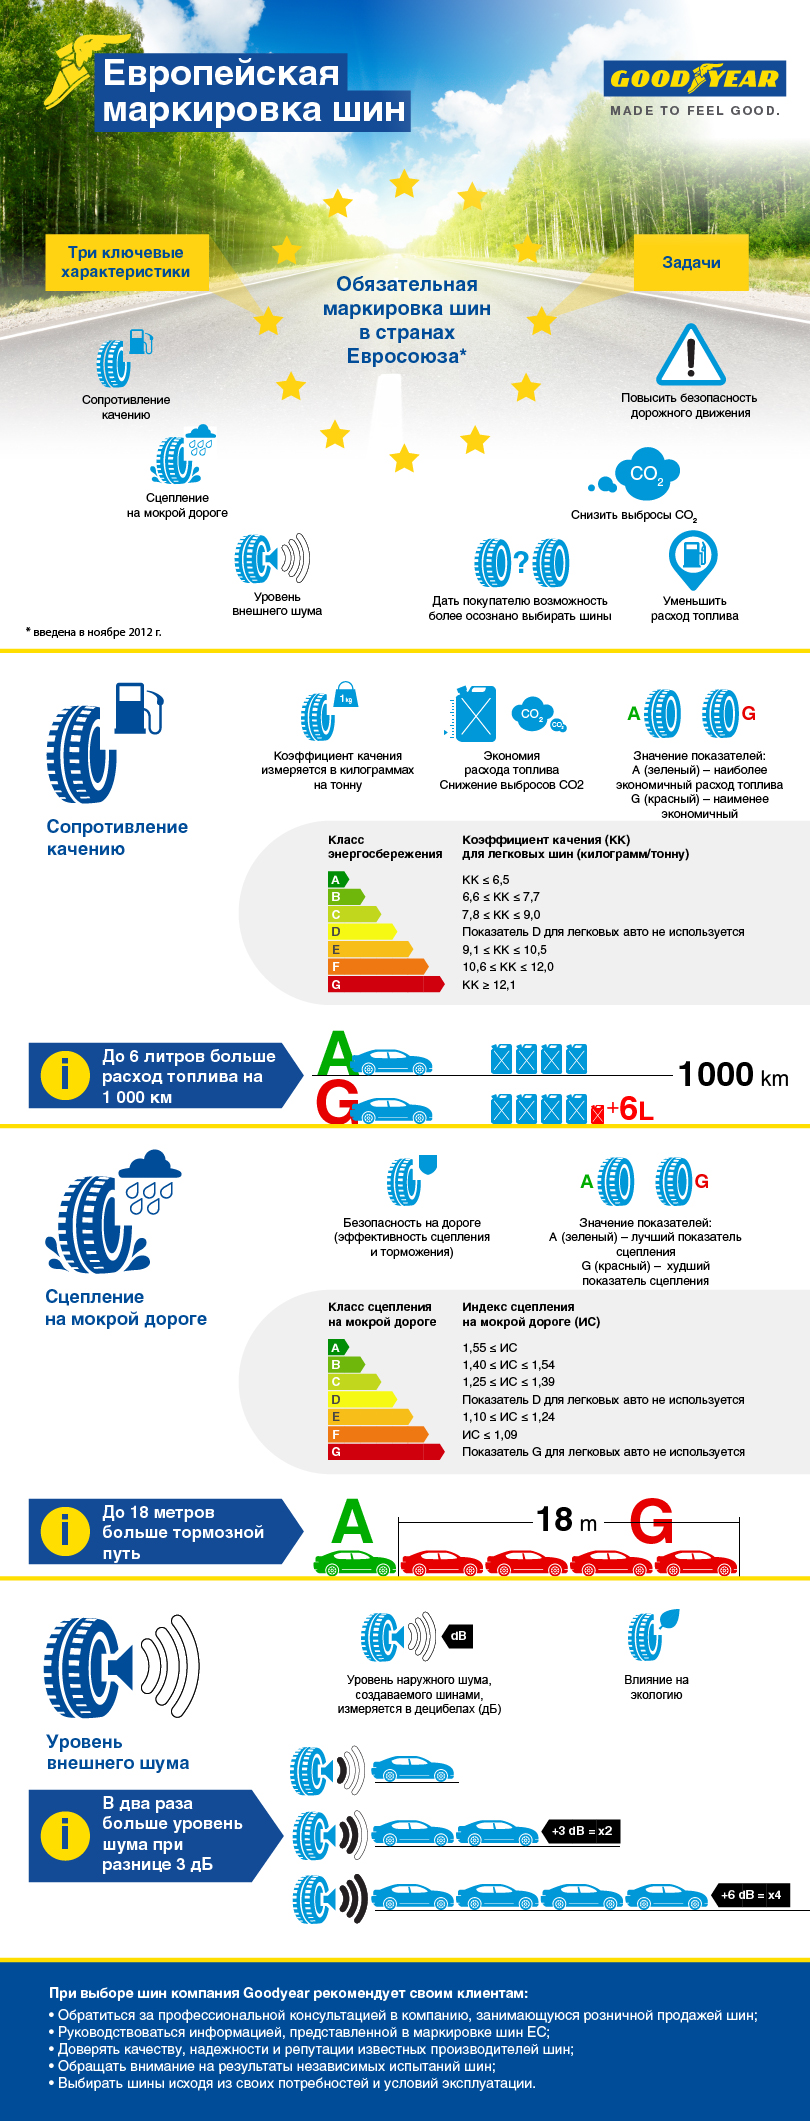 Европейская
маркировка шин
GOODYEAR
MADE TO FEEL GOOD.
Три ключевые
характеристики
Задачи
Обязательная
маркировка шин
в странах
Евросоюза*
Сопротивление
качению
Повысить безопасность
дорожного движения
Сцепление
на мокрой дороге
CO2
Снизить выбросы CO2
Уровень
внешнего шума
?
Дать покупателю возможность
более осознано выбирать шины
Уменьшить
расход топлива
* введена в ноябре 2012 г.
Сопротивление
качению
1kg
Коэффициент качения
измеряется в килограммах
на тонну
CO2
CO2
Экономия
расхода топлива
Снижение выбросов CO2
A G
Значение показателей:
A (зеленый) – наиболее
экономичный расход топлива
G (красный) – наименее
экономичный
Класс
энергосбережения
Коэффициент качения (КК)
для легковых шин (килограмм/тонну)
A КК ≤ 6,5
B 6,6 ≤ КК ≤ 7,7
C 7,8 ≤ КК ≤ 9,0
D Показатель D для легковых авто не используется
E 9,1 ≤ КК ≤ 10,5
F 10,6 ≤ КК ≤ 12,0
G КК ≥ 12,1
i
До 6 литров больше
расход топлива на
1 000 км
A
G
+6L
1000 km
Сцепление
на мокрой дороге
Безопасность на дороге
(эффективность сцепления
и торможения)
A G
Значение показателей:
A (зеленый) – лучший показатель
сцепления
G (красный) – худший
показатель сцепления
Класс сцепления
на мокрой дороге
Индекс сцепления
на мокрой дороге (ИС)
A 1,55 ≤ ИС
B 1,40 ≤ ИС ≤ 1,54
C 1,25 ≤ ИС ≤ 1,39
D Показатель D для легковых авто не используется
E 1,10 ≤ ИС ≤ 1,24
F ИС ≤ 1,09
G Показатель G для легковых авто не используется
i
До 18 метров
больше тормозной
путь
A
18 m
G
Уровень
внешнего шума
dB
Уровень наружного шума,
создаваемого шинами,
измеряется в децибелах (дБ)
Влияние на
экологию
i
В два раза
больше уровень
шума при
разнице 3 дБ
+3 dB = x2
+6 dB = x4
При выборе шин компания Goodyear рекомендует своим клиентам:
• Обратиться за профессиональной консультацией в компанию, занимающуюся розничной продажей шин;
• Руководствоваться информацией, представленной в маркировке шин ЕС;
• Доверять качеству, надежности и репутации известных производителей шин;
• Обращать внимание на результаты независимых испытаний шин;
• Выбирать шины исходя из своих потребностей и условий эксплуатации.